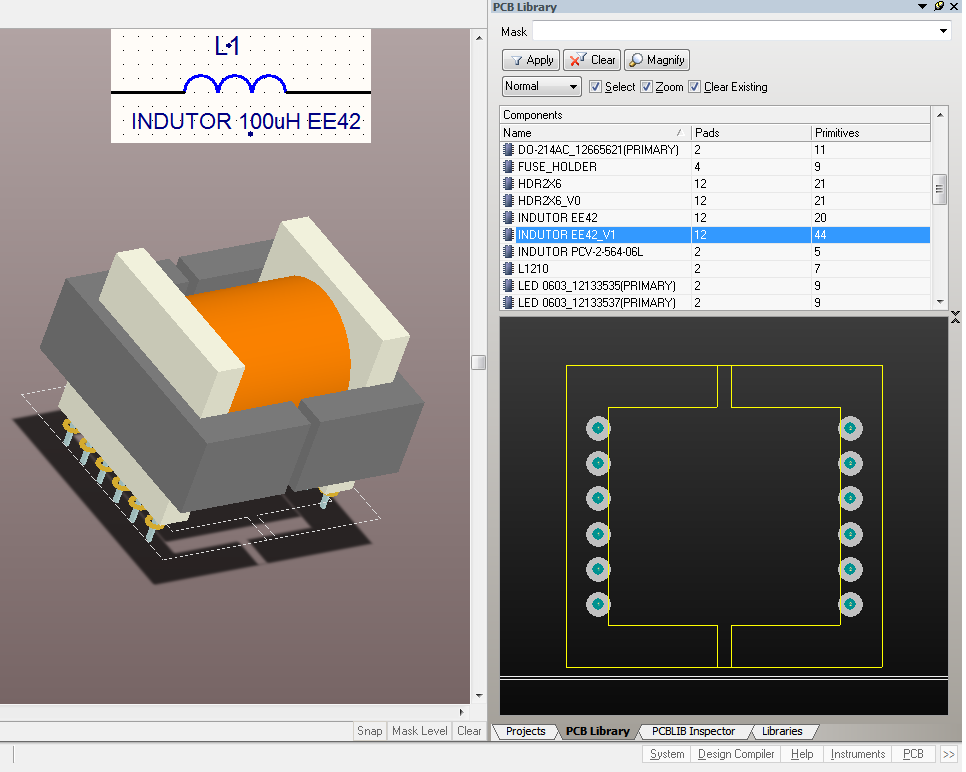 PCB Library
Mask
L1
INDUTOR 100uH EE42
Apply
Clear
Magnify
Normal
Select
Zoom
Clear Existing
Components
Name Pads Primitives
DO-214AC_12665621(PRIMARY) 2 11
FUSE_HOLDER 4 9
HDR2X6 12 21
HDR2X6_V0 12 21
INDUTOR EE42 12 20
INDUTOR EE42_V1 12 44
INDUTOR PCV-2-564-06L 2 5
L1210 2 7
LED 0603_12133535(PRIMARY) 2 9
LED 0603_12133537(PRIMARY) 2 9
Snap Mask Level Clear
Projects PCB Library PCBLIB Inspector Libraries
System Design Compiler Help Instruments PCB >>